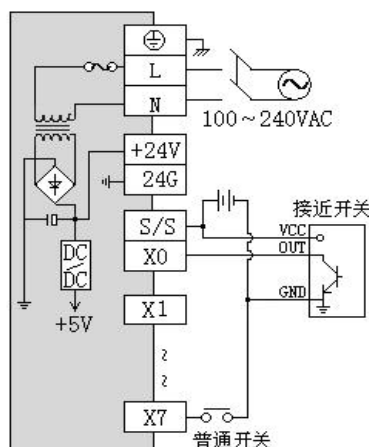 L
N
100～240VAC
+24V
24G
S/S
接近开关
VCC
X0
OUT
DC
DC
GND
+5V
X1
X7
普通开关